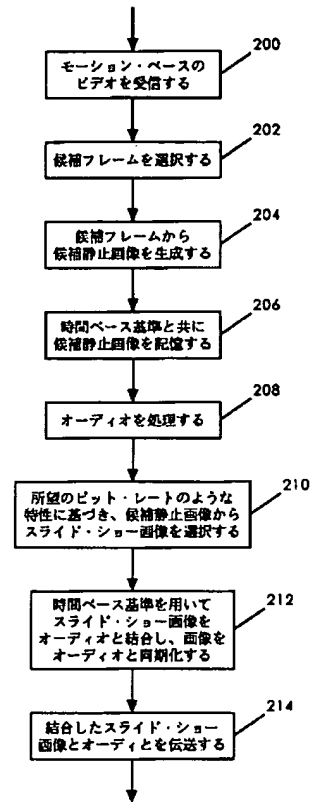 200
モーション・ベースの
ビデオを受信する
202
候補フレームを選択する
204
候補フレームから
候補静止画像を生成する
206
時間ベース基準と共に
候補静止画像を記憶する
208
オーディオを処理する
210
所望のビット・レートのような
特性に基づき、候補静止画像から
スライド・ショー画像を選択する
212
時間ベース基準を用いて
スライド・ショー画像を
オーディオと結合し、画像を
オーディオと同期化する
214
結合したスライド・ショー
画像とオーディとを伝送する